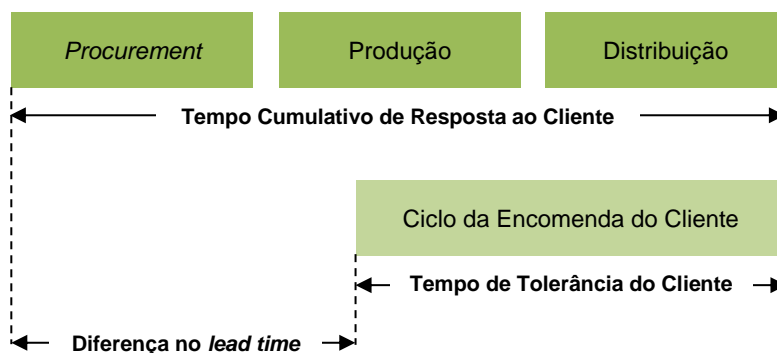 Procurement
Produção
Distribuição
Tempo Cumulativo de Resposta ao Cliente
Ciclo da Encomenda do Cliente
Tempo de Tolerância do Cliente
Diferença no lead time